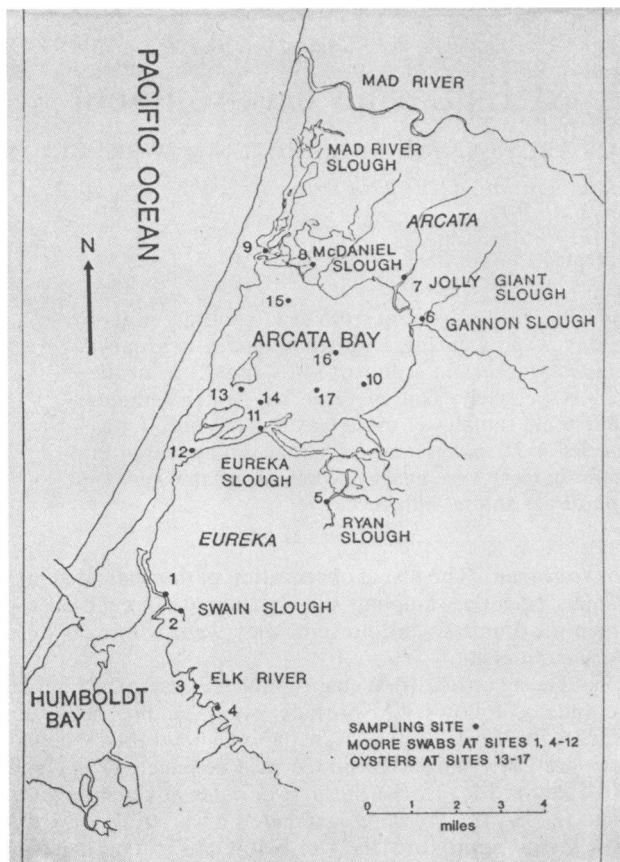 PACIFIC OCEAN
MAD RIVER
MAD RIVER
SLOUGH
ARCATA
N
9
8
McDANIEL
SLOUGH
7
JOLLY GIANT
SLOUGH
15
6
GANNON SLOUGH
ARCATA BAY
16
13
14
17
10
11
12
EUREKA
SLOUGH
5
RYAN
SLOUGH
EUREKA
1
SWAIN SLOUGH
2
3
ELK RIVER
4
HUMBOLDT
BAY
SAMPLING SITE •
MOORE SWABS AT SITES 1, 4-12
OYSTERS AT SITES 13-17
0 2 4
miles